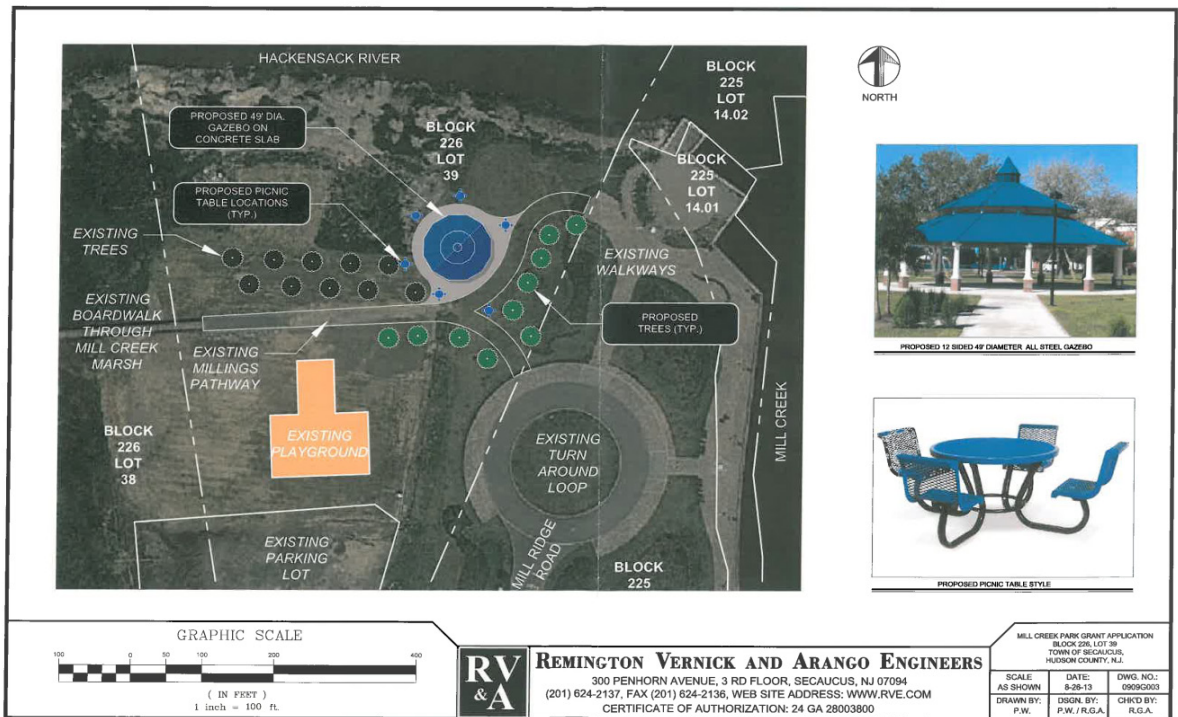 HACKENSACK RIVER
PROPOSED 49' DIA.
GAZEBO ON
CONCRETE SLAB
BLOCK
226
LOT
39
BLOCK
225
LOT
14.02
BLOCK
225
LOT
14.01
PROPOSED PICNIC
TABLE LOCATIONS
(TYP.)
EXISTING
TREES
EXISTING
WALKWAYS
EXISTING
BOARDWALK
THROUGH
MILL CREEK
MARSH
EXISTING
MILLINGS
PATHWAY
PROPOSED
TREES (TYP.)
MILL CREEK
BLOCK
226
LOT
38
EXISTING
PLAYGROUND
EXISTING
TURN
AROUND
LOOP
EXISTING
PARKING
LOT
MILL RIDGE
ROAD
BLOCK
225
NORTH
PROPOSED 12 SIDED 49' DIAMETER ALL STEEL GAZEBO
PROPOSED PICNIC TABLE STYLE
GRAPHIC SCALE
100 0 50 100 200 400
( IN FEET )
1 inch = 100 ft.
RV
&A
REMINGTON VERNICK AND ARANGO ENGINEERS
300 PENHORN AVENUE, 3 RD FLOOR, SECAUCUS, NJ 07094
(201) 624-2137, FAX (201) 624-2136, WEB SITE ADDRESS: WWW.RVE.COM
CERTIFICATE OF AUTHORIZATION: 24 GA 28003800
MILL CREEK PARK GRANT APPLICATION
BLOCK 226, LOT 39
TOWN OF SECAUCUS,
HUDSON COUNTY, N.J.
SCALE
AS SHOWN
DATE:
8-26-13
DWG. NO.:
0909G003
DRAWN BY:
P.W.
DSGN. BY:
P.W. / R.G.A.
CHK'D BY:
R.G.A.